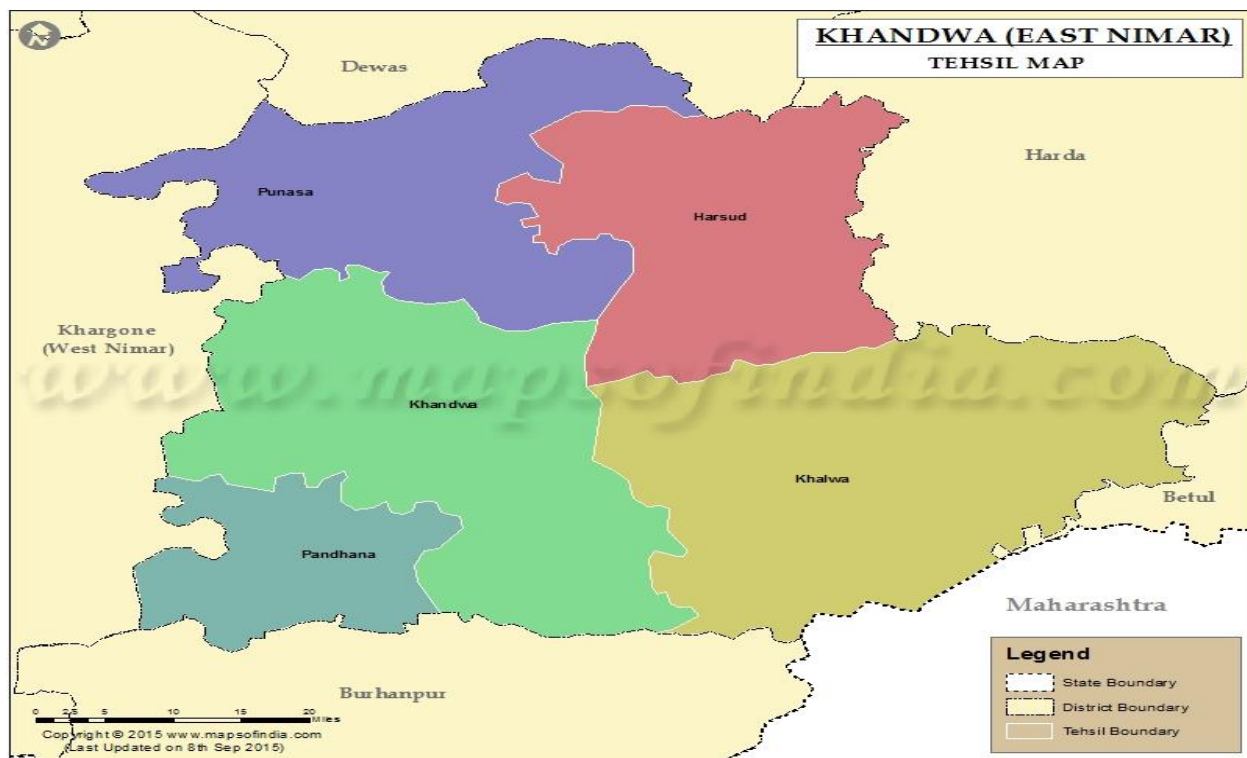 KHANDWA (EAST NIMAR)
TEHSIL MAP
N
Dewas
Harda
Punasa
Harsud
Khargone
(West Nimar)
www.mapsofindia.com
Khandwa
Khalwa
Betul
Pandhana
Maharashtra
Burhanpur
Legend
State Boundary
District Boundary
Tehsil Boundary
0 2.5 5 10 15 20
Miles
Copyright © 2015 www.mapsofindia.com
(Last Updated on 8th Sep 2015)